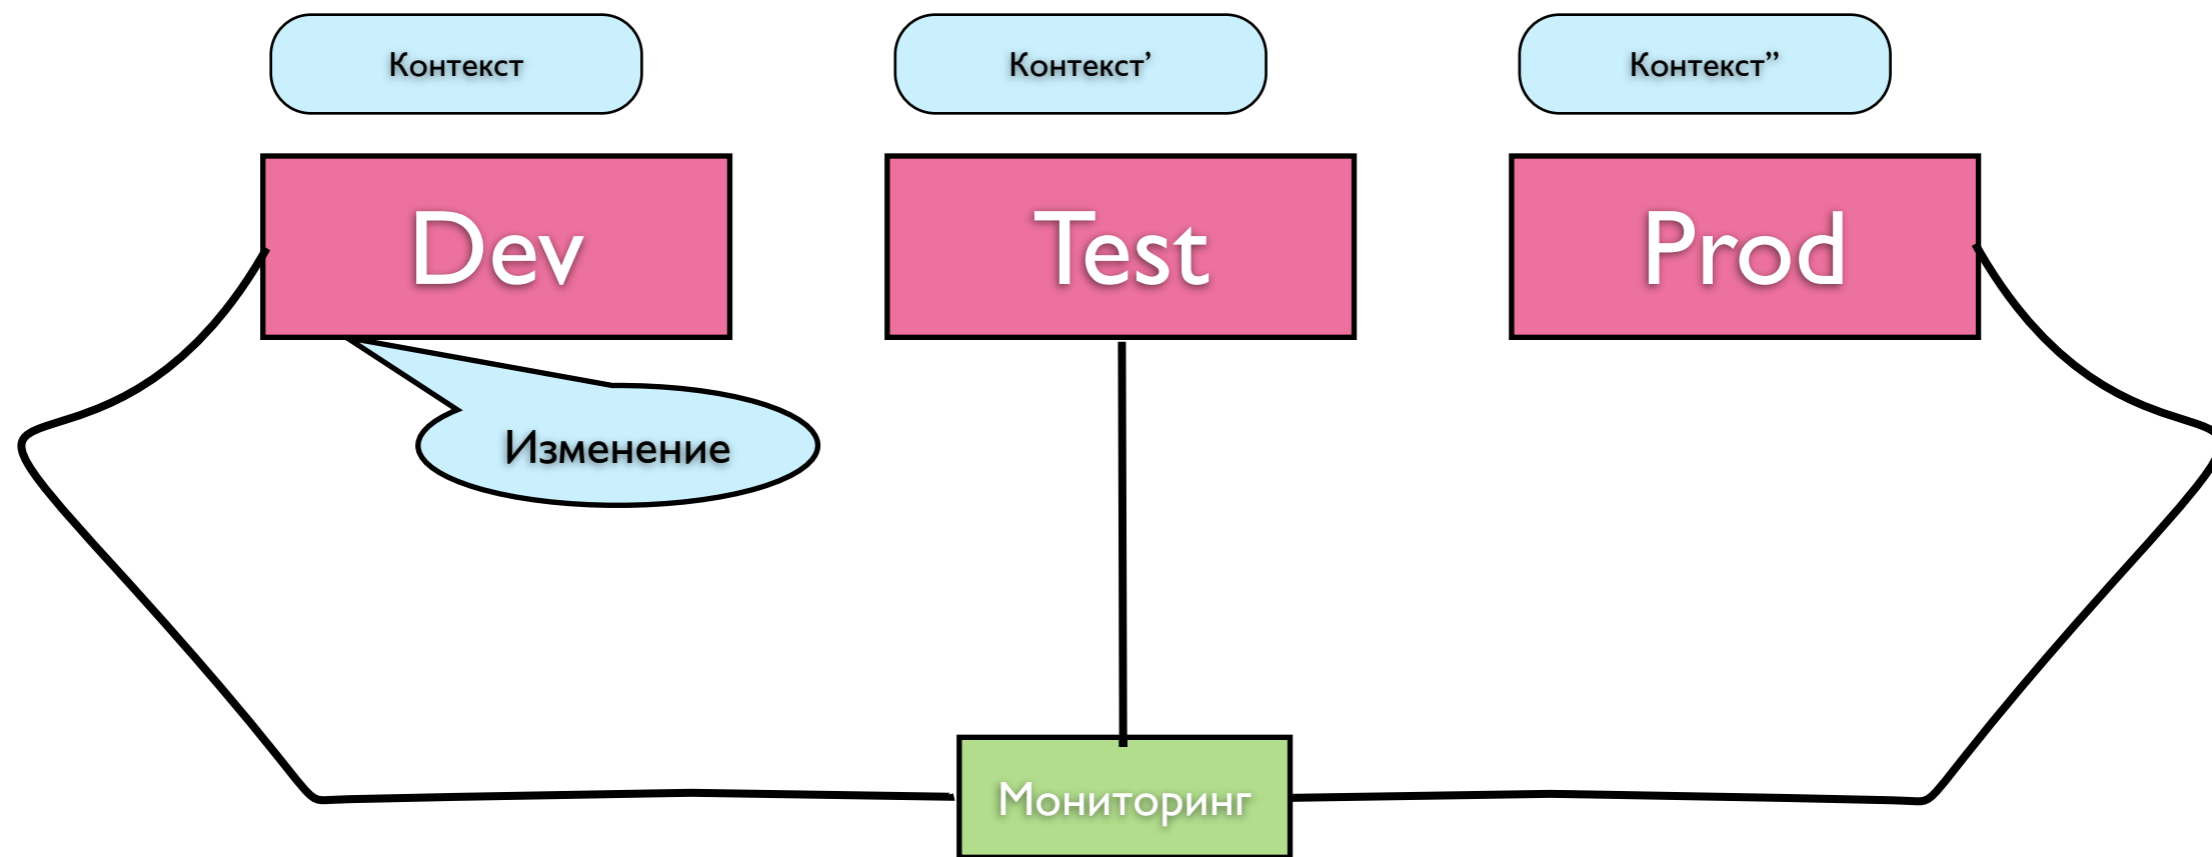 Контекст
Контекст’
Контекст”
Dev
Test
Prod
Изменение
Мониторинг